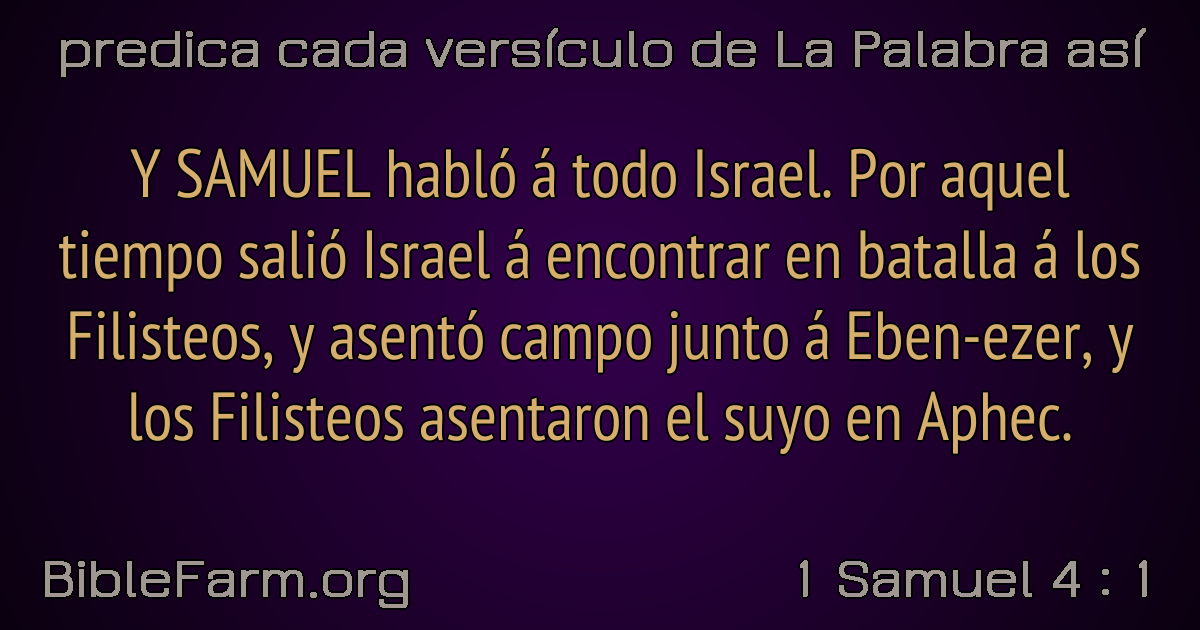 predica cada versículo de La Palabra así
Y SAMUEL habló á todo Israel. Por aquel
tiempo salió Israel á encontrar en batalla á los
Filisteos, y asentó campo junto á Eben-ezer, y
los Filisteos asentaron el suyo en Aphec.
BibleFarm.org
1 Samuel 4 : 1